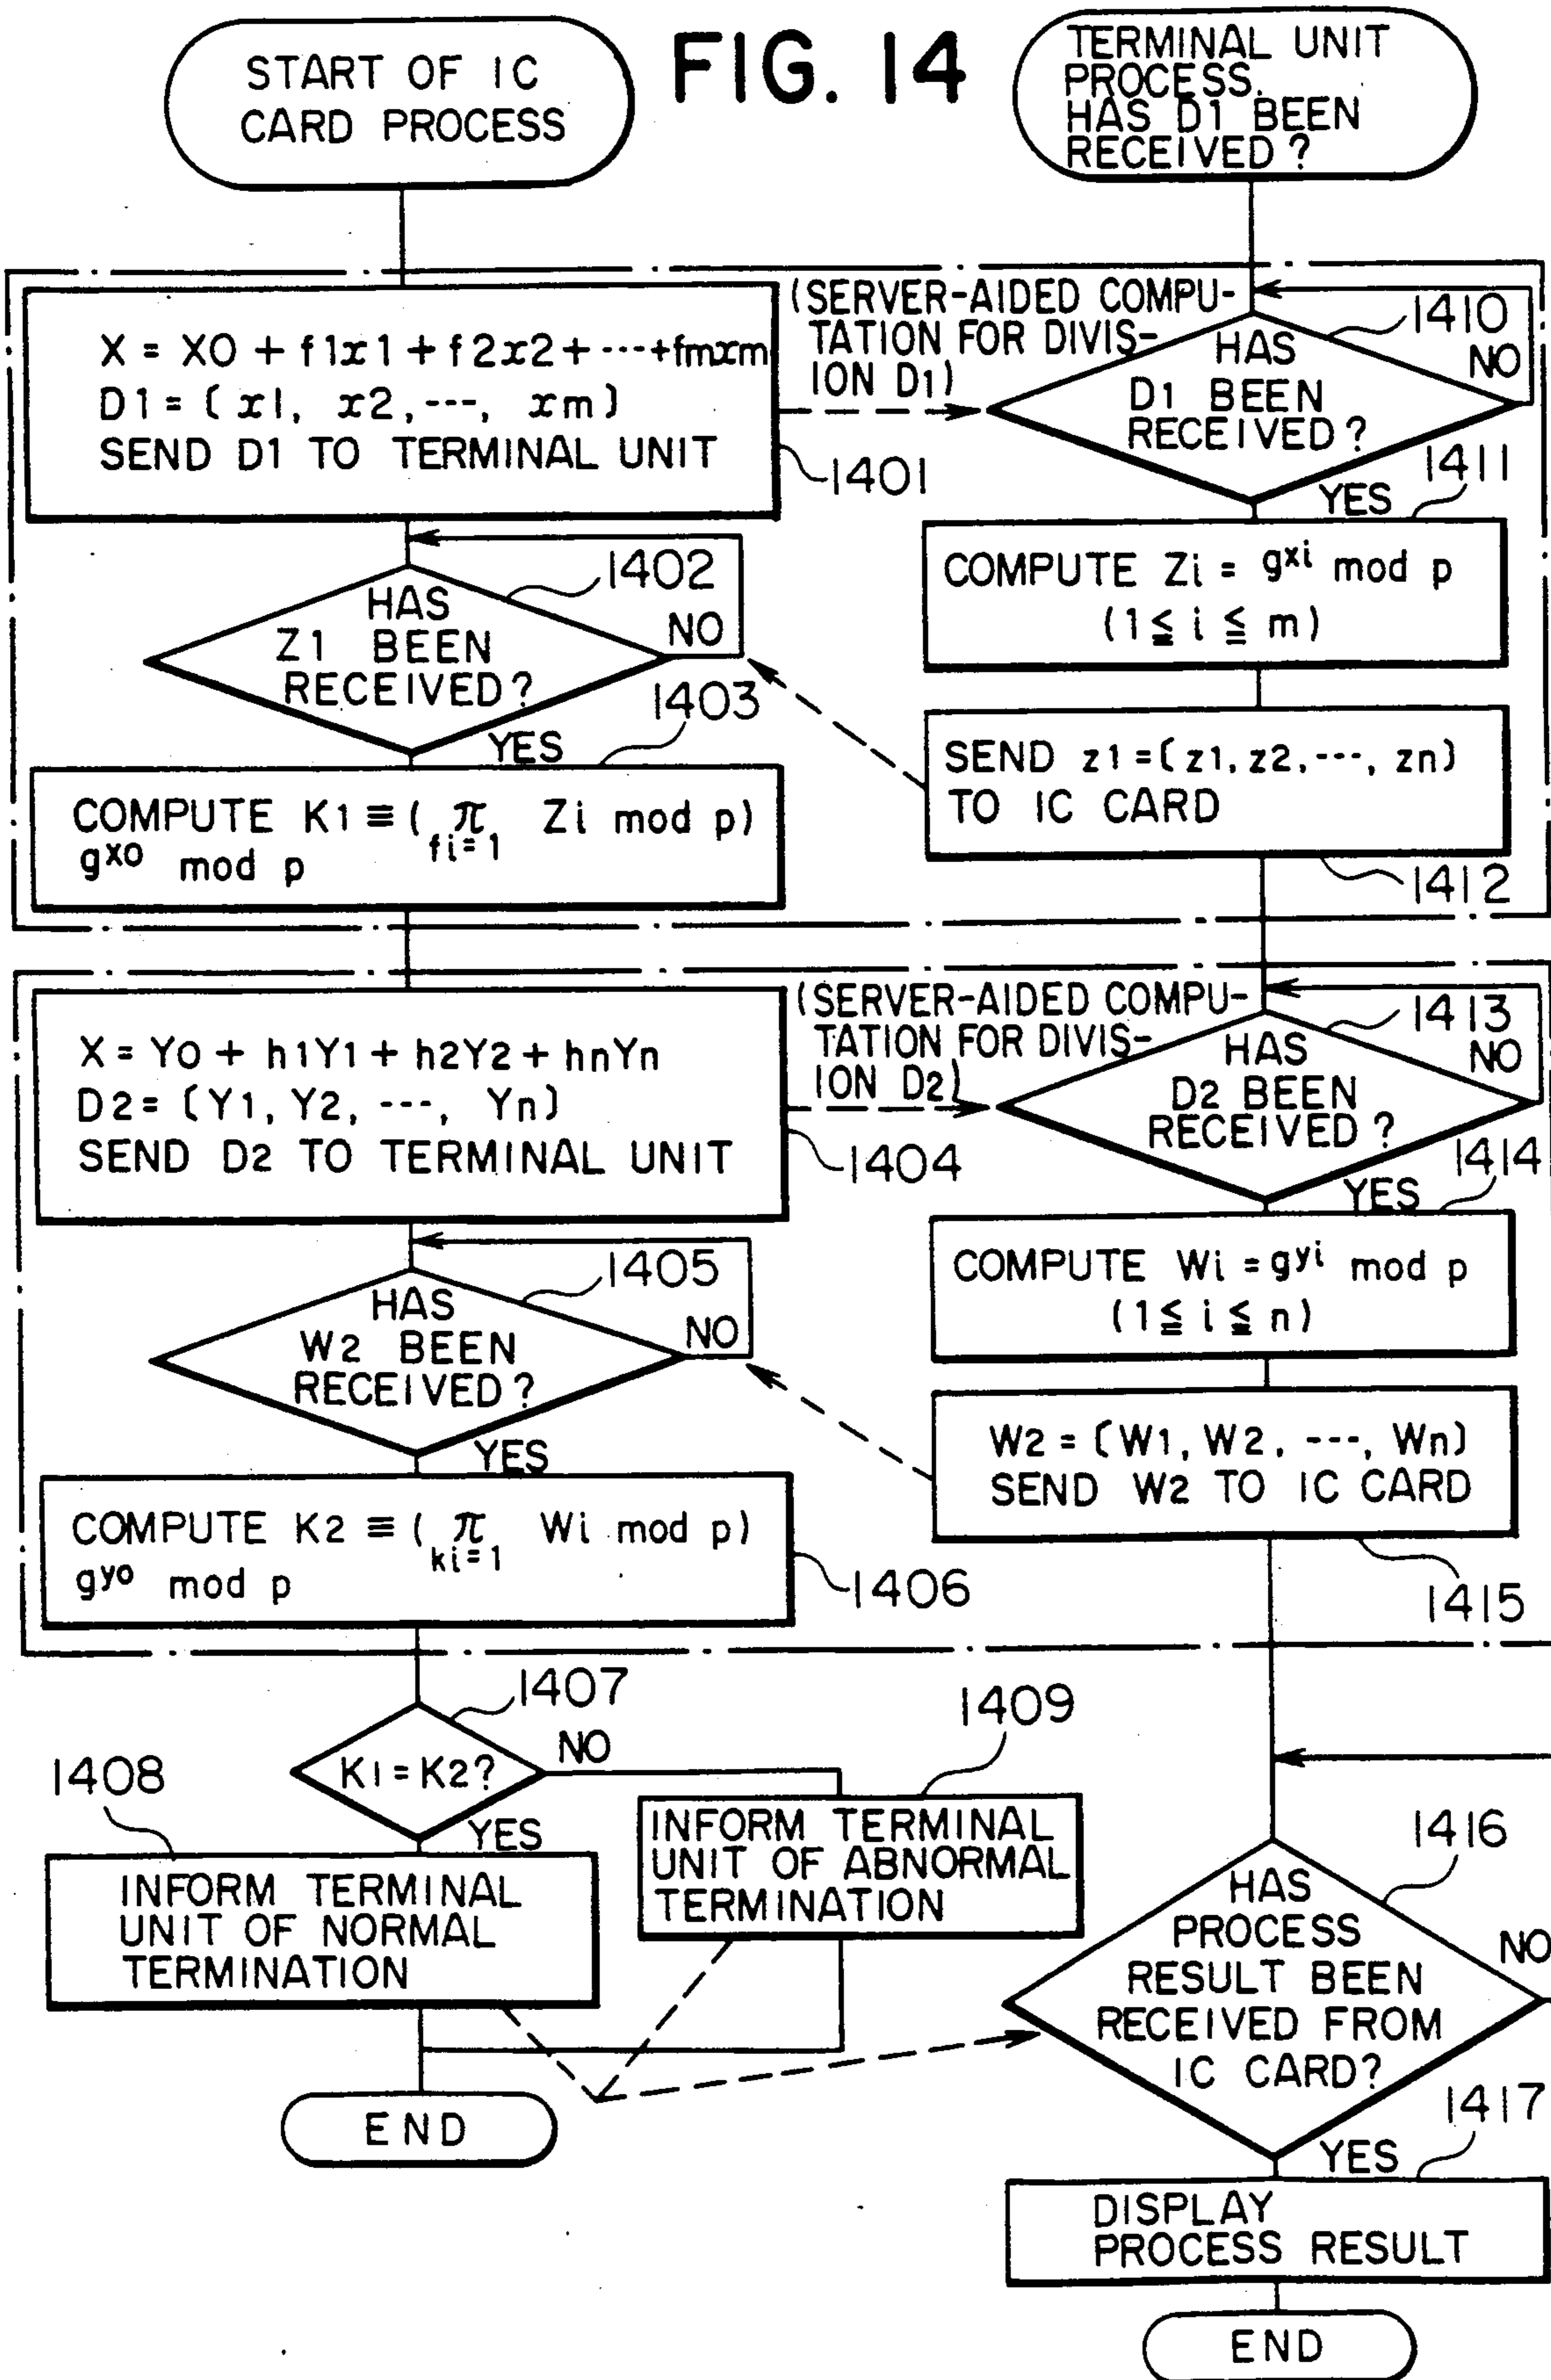 FIG. 14
START OF IC
CARD PROCESS
TERMINAL UNIT
PROCESS.
HAS D1 BEEN
RECEIVED?
X = XO + f1x1 + f2x2+---+fmxm
D1 = (x1, x2,---, xm)
SEND D1 TO TERMINAL UNIT
1401
(SERVER-AIDED COMPU-
TATION FOR DIVIS-
ION D1)
1410
HAS
D1 BEEN
RECEIVED?
NO
YES
1411
COMPUTE Zi = gxi mod p
(1≦ i ≦ m)
1402
HAS
Z1 BEEN
RECEIVED?
NO
YES
1403
SEND z1 =(z1, z2,---, zn)
TO IC CARD
1412
COMPUTE K1 ≡ ( π Zi mod p)
fi=1
gxo mod p
X = YO + h1Y1 + h2Y2 + hnYn
D2 = (Y1, Y2, ---, Yn)
SEND D2 TO TERMINAL UNIT
1404
(SERVER-AIDED COMPU-
TATION FOR DIVIS-
ION D2)
1413
HAS
D2 BEEN
RECEIVED?
NO
YES
1414
COMPUTE Wi = gyi mod p
(1≦ i ≦ n)
1405
HAS
W2 BEEN
RECEIVED?
NO
YES
W2 = (W1, W2, ---, Wn)
SEND W2 TO IC CARD
1415
COMPUTE K2 ≡ ( π Wi mod p)
ki=1
gyo mod p
1406
1407
K1 = K2?
NO
YES
1408
INFORM TERMINAL
UNIT OF NORMAL
TERMINATION
1409
INFORM TERMINAL
UNIT OF ABNORMAL
TERMINATION
END
1416
HAS
PROCESS
RESULT BEEN
RECEIVED FROM
IC CARD?
NO
YES
1417
DISPLAY
PROCESS RESULT
END